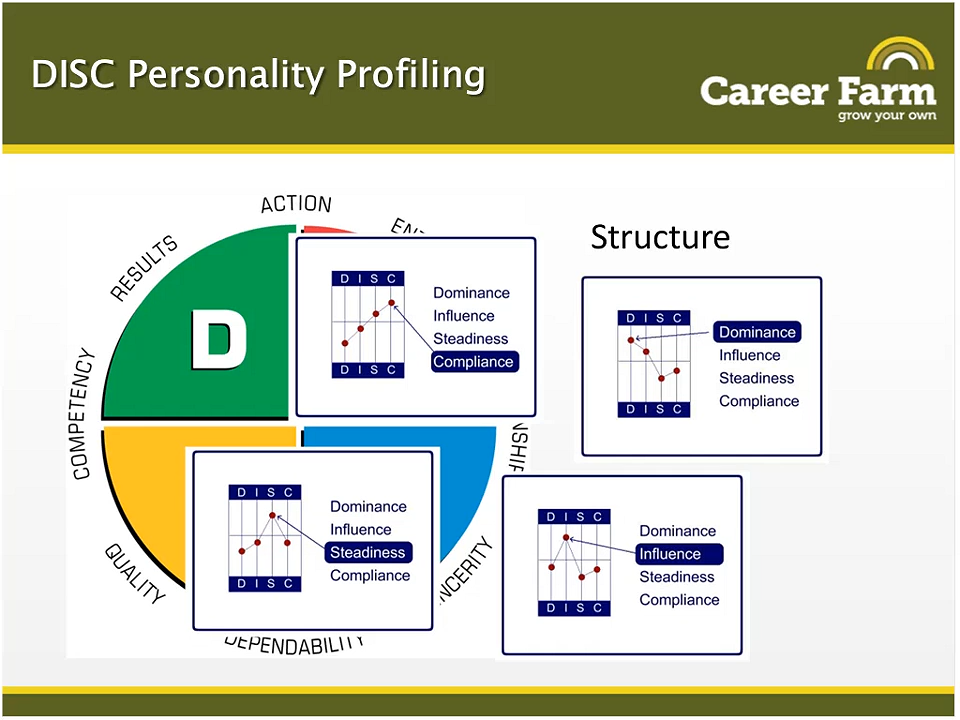 DISC Personality Profiling
Career Farm
grow your own
ACTION
RESULTS
COMPETENCY
QUALITY
DEPENDABILITY
D
Structure
D I S C
Dominance
Influence
Steadiness
Compliance
D I S C
D I S C
Dominance
Influence
Steadiness
Compliance
D I S C
D I S C
Dominance
Influence
Steadiness
Compliance
D I S C
D I S C
Dominance
Influence
Steadiness
Compliance
D I S C